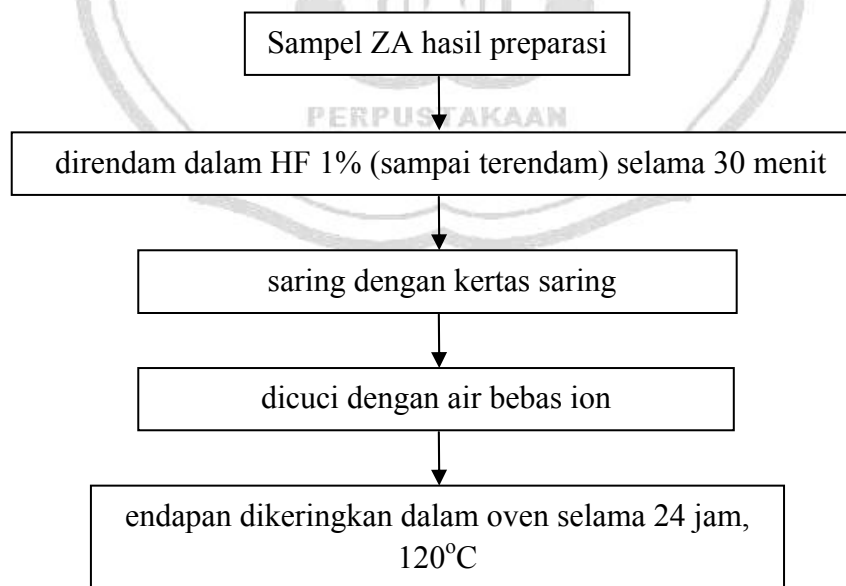 Sampel ZA hasil preparasi
PERPUSTAKAAN
direndam dalam HF 1% (sampai terendam) selama 30 menit
saring dengan kertas saring
dicuci dengan air bebas ion
endapan dikeringkan dalam oven selama 24 jam,
120°C